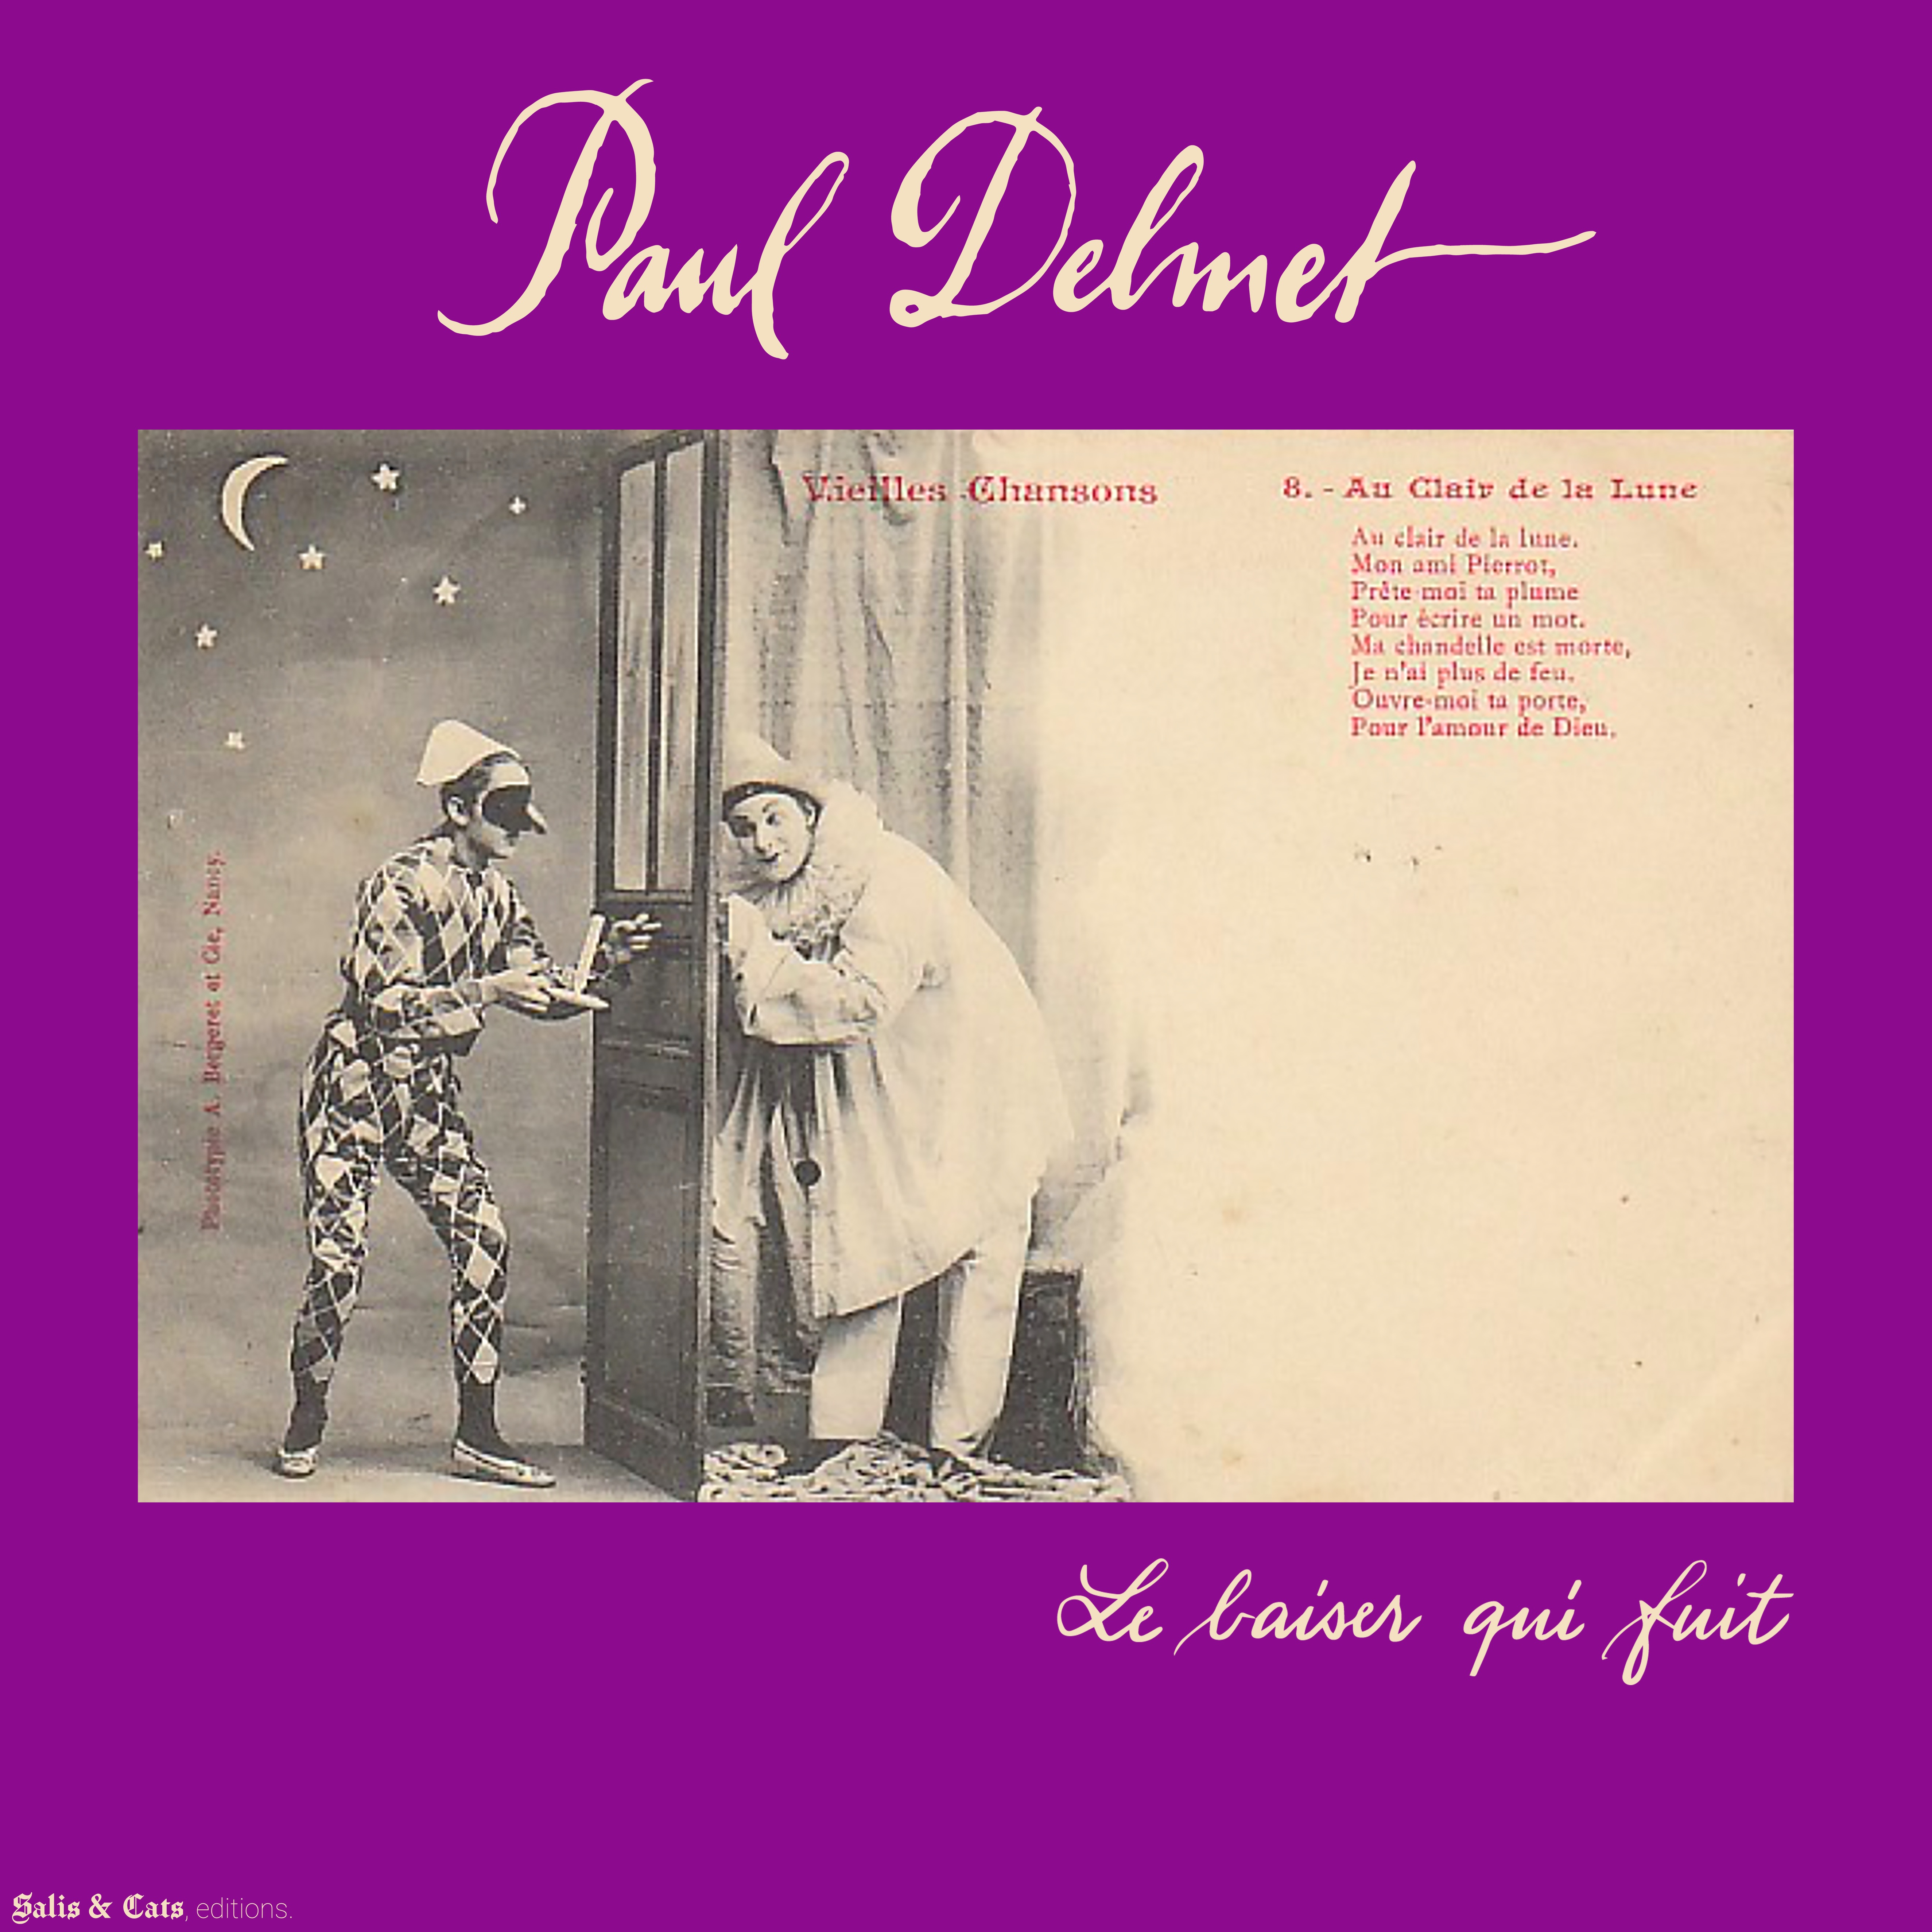 Paul Delmet
Vieilles Chansons
8. - Au Clair de la Lune
Au clair de la lune.
Mon ami Pierrot,
Prête-moi ta plume
Pour écrire un mot.
Ma chandelle est morte,
Je n'ai plus de feu.
Ouvre-moi ta porte,
Pour l'amour de Dieu.
Phototypie A. Bergeret et Cie, Nancy.
Le baiser qui fuit
Salis & Cats, editions.